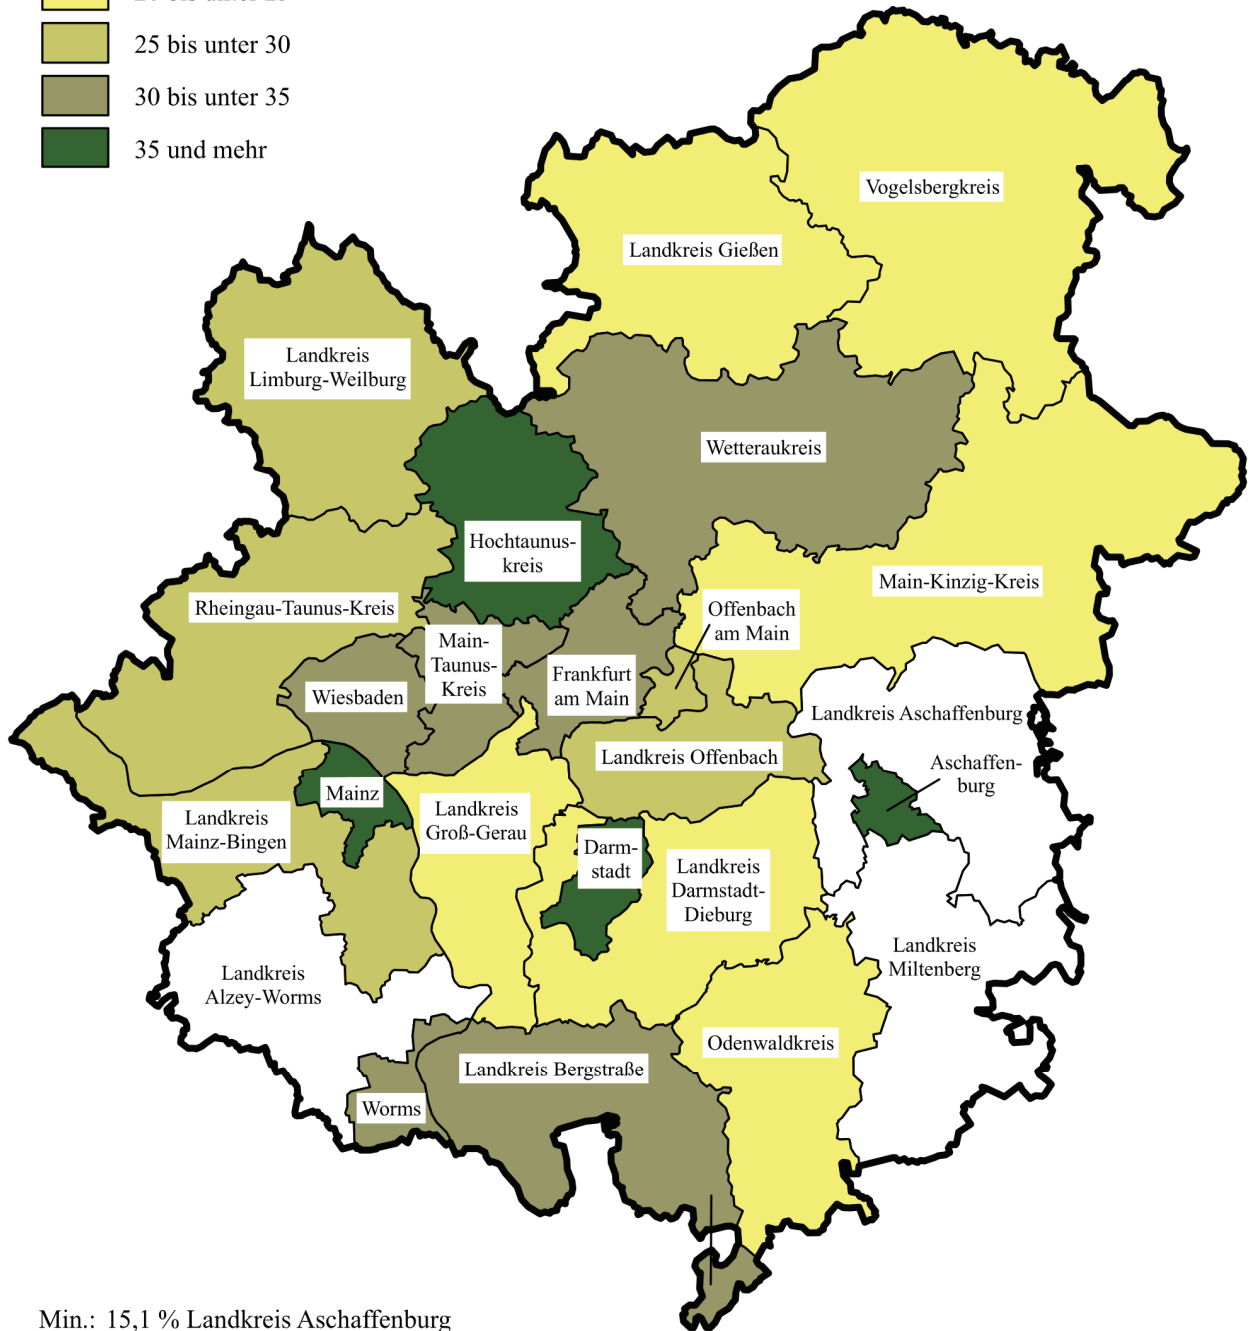 25 bis unter 30
30 bis unter 35
35 und mehr
Vogelsbergkreis
Landkreis Gießen
Landkreis
Limburg-Weilburg
Wetteraukreis
Hochtaunus-
kreis
Main-Kinzig-Kreis
Rheingau-Taunus-Kreis
Offenbach
am Main
Main-
Taunus-
Kreis
Frankfurt
am Main
Wiesbaden
Landkreis Aschaffenburg
Landkreis Offenbach
Aschaffen-
burg
Mainz
Landkreis
Groß-Gerau
Landkreis
Mainz-Bingen
Darm-
stadt
Landkreis
Darmstadt-
Dieburg
Landkreis
Miltenberg
Landkreis
Alzey-Worms
Odenwaldkreis
Landkreis Bergstraße
Worms
Min.: 15,1 % Landkreis Aschaffenburg